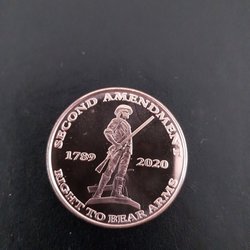 SECOND AMENDMENT
1789 2020
RIGHT TO BEAR ARMS